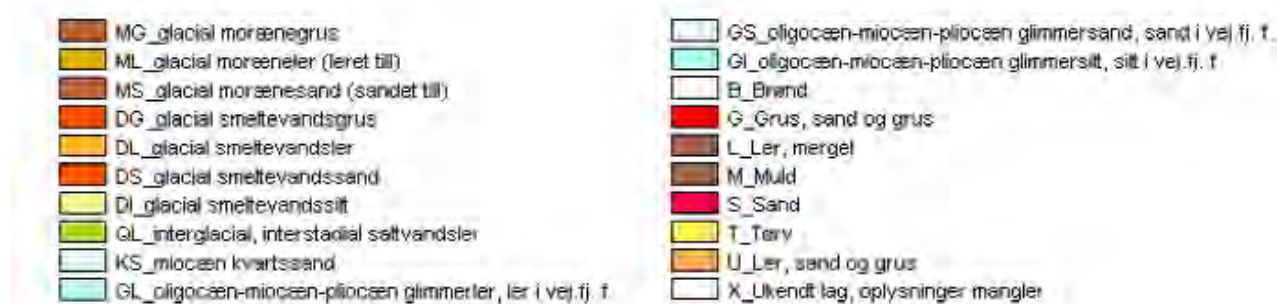 MG_glacial morænegrus
ML_glacial moræneler (leret till)
MS_glacial morænesand (sandet till)
DG_glacial smeltevandsgrus
DL_glacial smeltevandsler
DS_glacial smeltevandssand
DI_glacial smeltevandssilt
QL_interglacial, interstadial saltvandsler
KS_miocæn kvartssand
GL_oligocæn-miocæn-pliocæn glimmerler, ler i vej.fj. f.
GS_oligocæn-miocæn-pliocæn glimmersand, sand i vej fj. f.
GI_oligocæn-miocæn-pliocæn glimmersilt, silt i vej.fj. f
B_Brønd
G_Grus, sand og grus
L_Ler, mergel
M_Muld
S_Sand
T_Tørv
U_Ler, sand og grus
X_Ukendt lag, oplysninger mangler